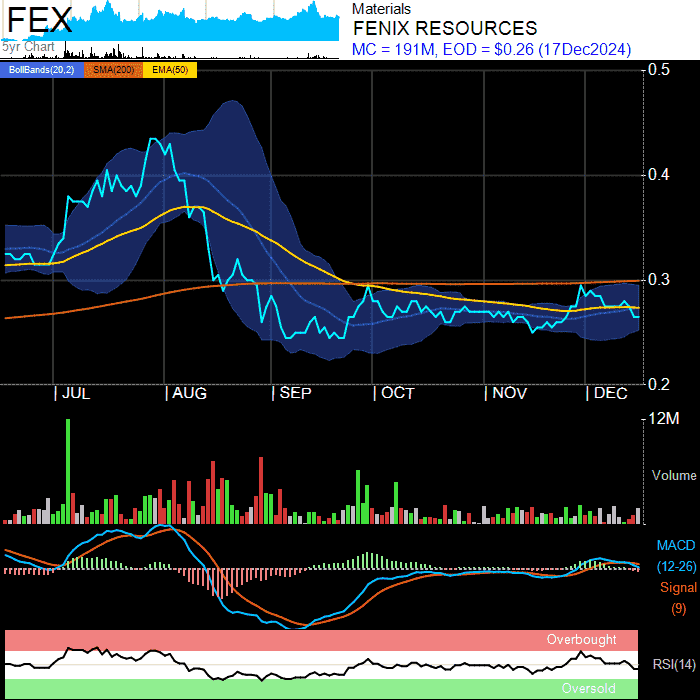 FEX
5yr Chart
Materials
FENIX RESOURCES
MC = 191M, EOD = $0.26 (17Dec2024)
BollBands(20,2) SMA(200) EMA(50)
0.5
0.4
0.3
0.2
| JUL | AUG | SEP | OCT | NOV | DEC
12M
Volume
MACD
(12-26)
Signal
(9)
Overbought
RSI(14)
Oversold